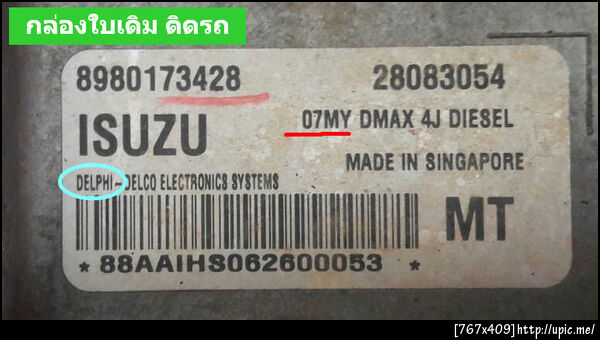 กล่องใบเดิม ติดรถ
8980173428 28083054
ISUZU 07MY DMAX 4J DIESEL
MADE IN SINGAPORE
DELPHI-DELCO ELECTRONICS SYSTEMS
MT
*88AAIHS062600053*
[767x409]http://upic.me/